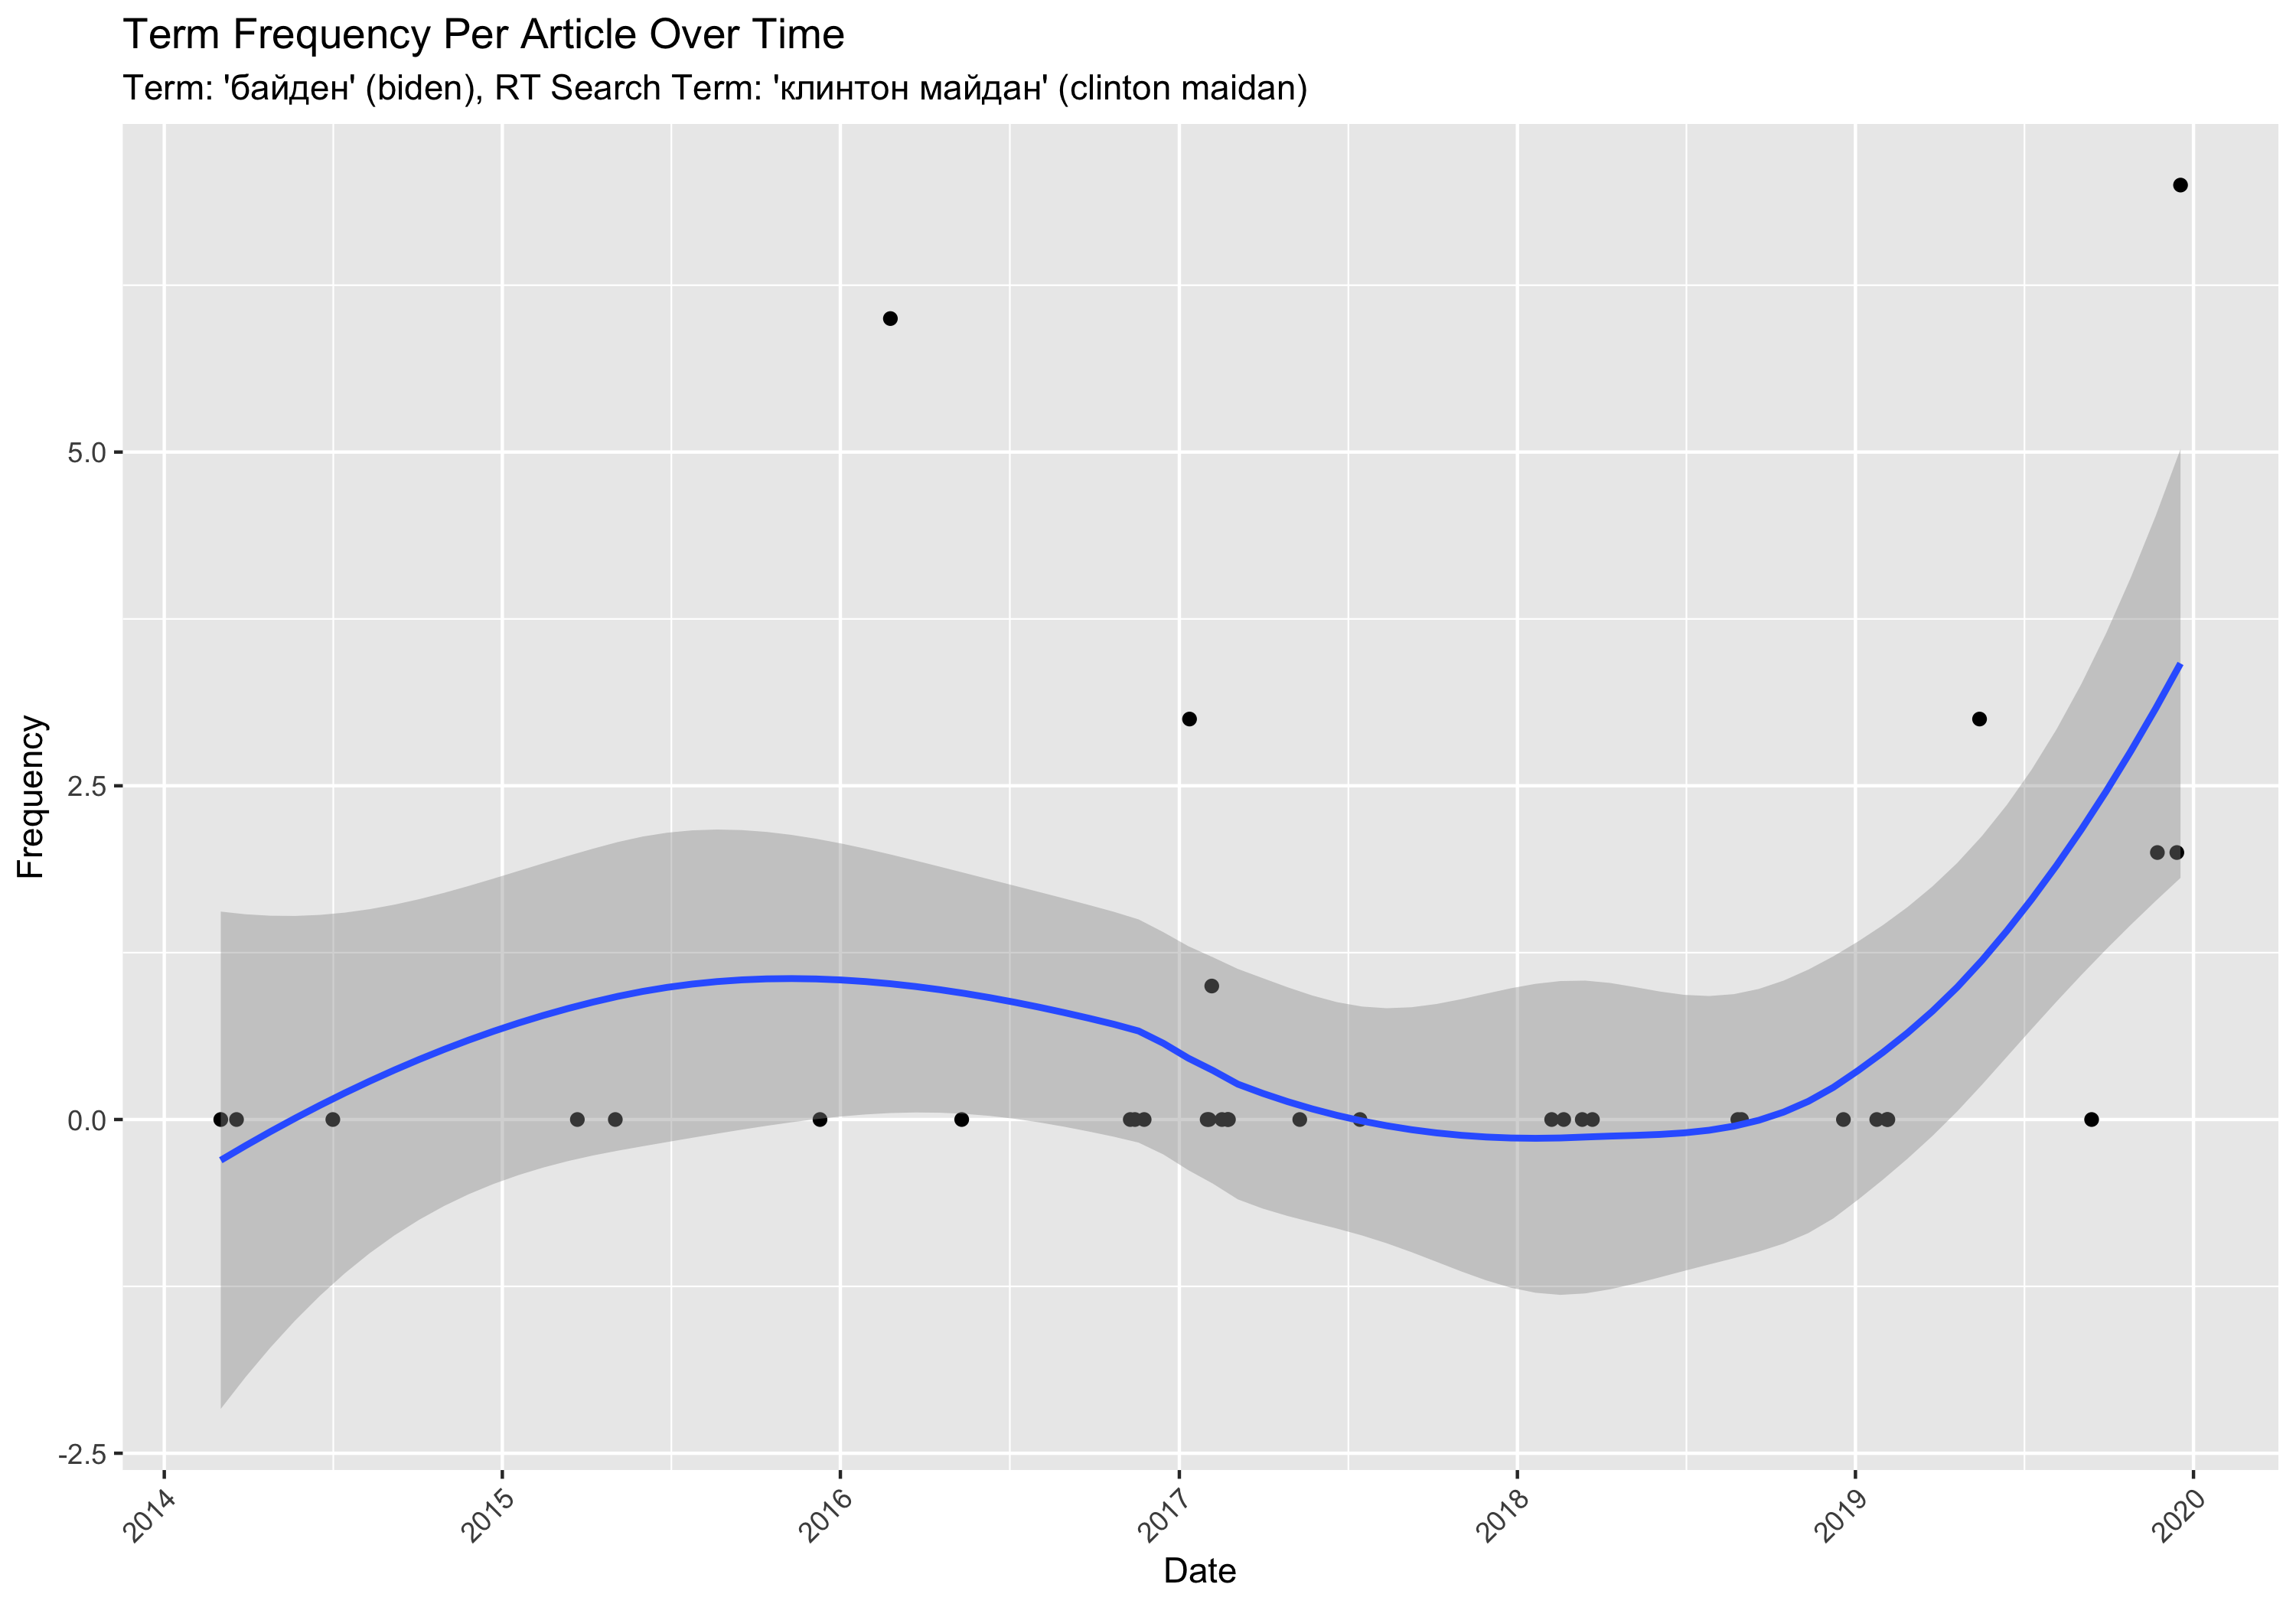 Term Frequency Per Article Over Time
Term: 'байден' (biden), RT Search Term: 'клинтон майдан' (clinton maidan)
Frequency
5.0
2.5
0.0
-2.5
2014
2015
2016
2017
2018
2019
2020
Date